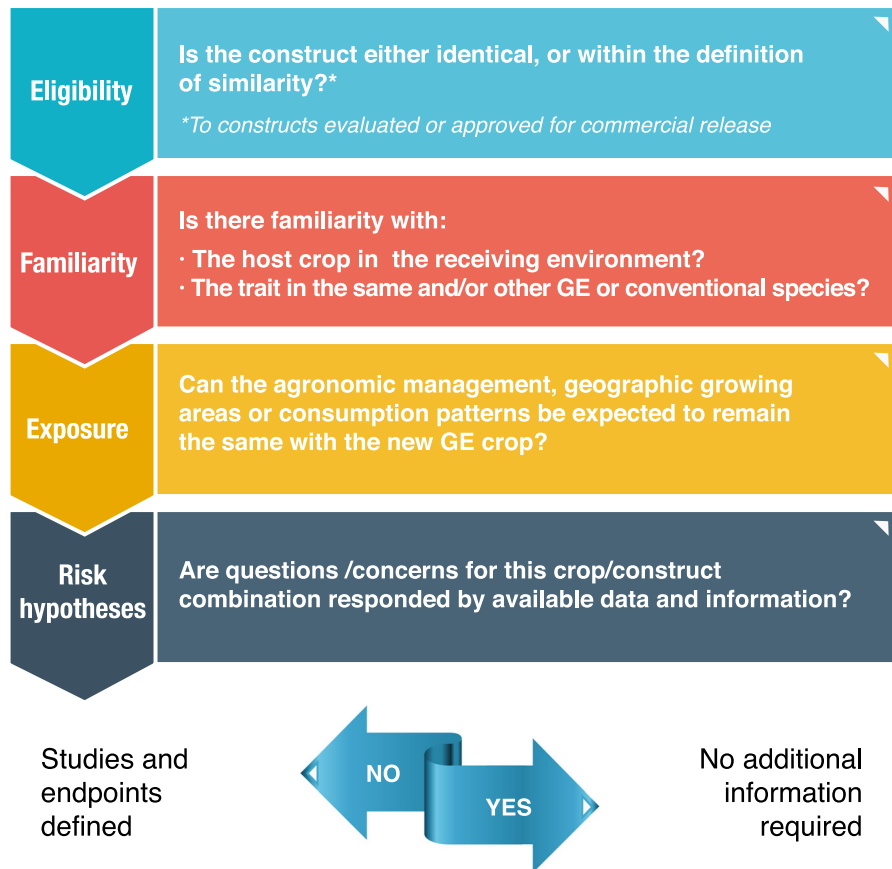 Eligibility
Is the construct either identical, or within the definition
of similarity?*
*To constructs evaluated or approved for commercial release
Familiarity
Is there familiarity with:
· The host crop in the receiving environment?
· The trait in the same and/or other GE or conventional species?
Exposure
Can the agronomic management, geographic growing
areas or consumption patterns be expected to remain
the same with the new GE crop?
Risk
hypotheses
Are questions /concerns for this crop/construct
combination responded by available data and information?
Studies and
endpoints
defined
NO
YES
No additional
information
required